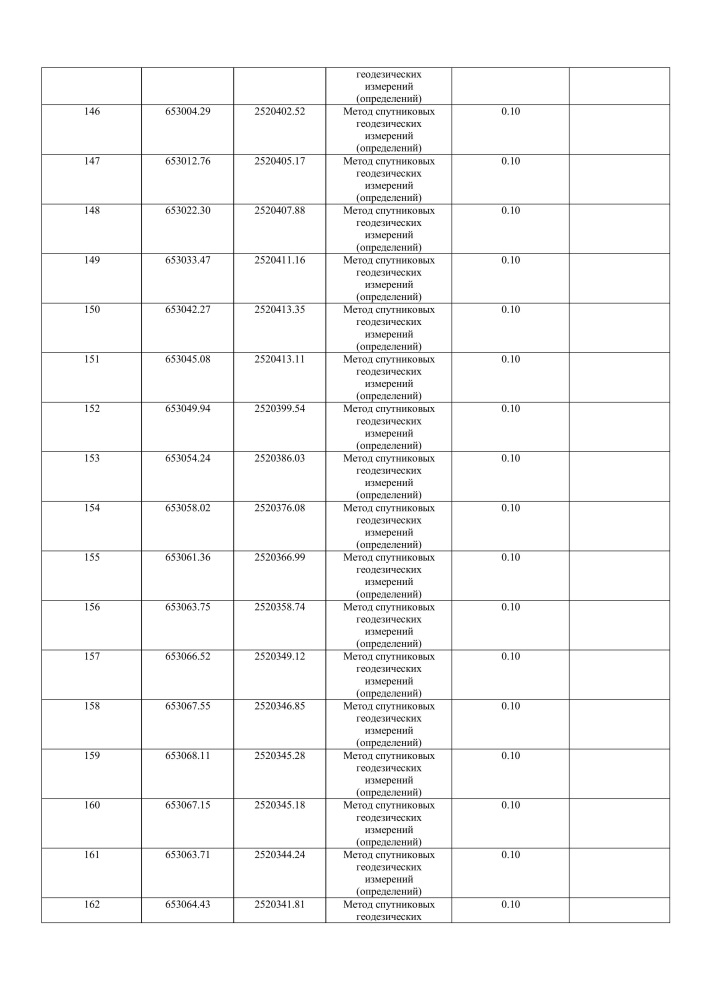 геодезических
измерений
(определений)
146 653004.29 2520402.52 Метод спутниковых 0.10
геодезических
измерений
(определений)
147 653012.76 2520405.17 Метод спутниковых 0.10
геодезических
измерений
(определений)
148 653022.30 2520407.88 Метод спутниковых 0.10
геодезических
измерений
(определений)
149 653033.47 2520411.16 Метод спутниковых 0.10
геодезических
измерений
(определений)
150 653042.27 2520413.35 Метод спутниковых 0.10
геодезических
измерений
(определений)
151 653045.08 2520413.11 Метод спутниковых 0.10
геодезических
измерений
(определений)
152 653049.94 2520399.54 Метод спутниковых 0.10
геодезических
измерений
(определений)
153 653054.24 2520386.03 Метод спутниковых 0.10
геодезических
измерений
(определений)
154 653058.02 2520376.08 Метод спутниковых 0.10
геодезических
измерений
(определений)
155 653061.36 2520366.99 Метод спутниковых 0.10
геодезических
измерений
(определений)
156 653063.75 2520358.74 Метод спутниковых 0.10
геодезических
измерений
(определений)
157 653066.52 2520349.12 Метод спутниковых 0.10
геодезических
измерений
(определений)
158 653067.55 2520346.85 Метод спутниковых 0.10
геодезических
измерений
(определений)
159 653068.11 2520345.28 Метод спутниковых 0.10
геодезических
измерений
(определений)
160 653067.15 2520345.18 Метод спутниковых 0.10
геодезических
измерений
(определений)
161 653063.71 2520344.24 Метод спутниковых 0.10
геодезических
измерений
(определений)
162 653064.43 2520341.81 Метод спутниковых 0.10
геодезических